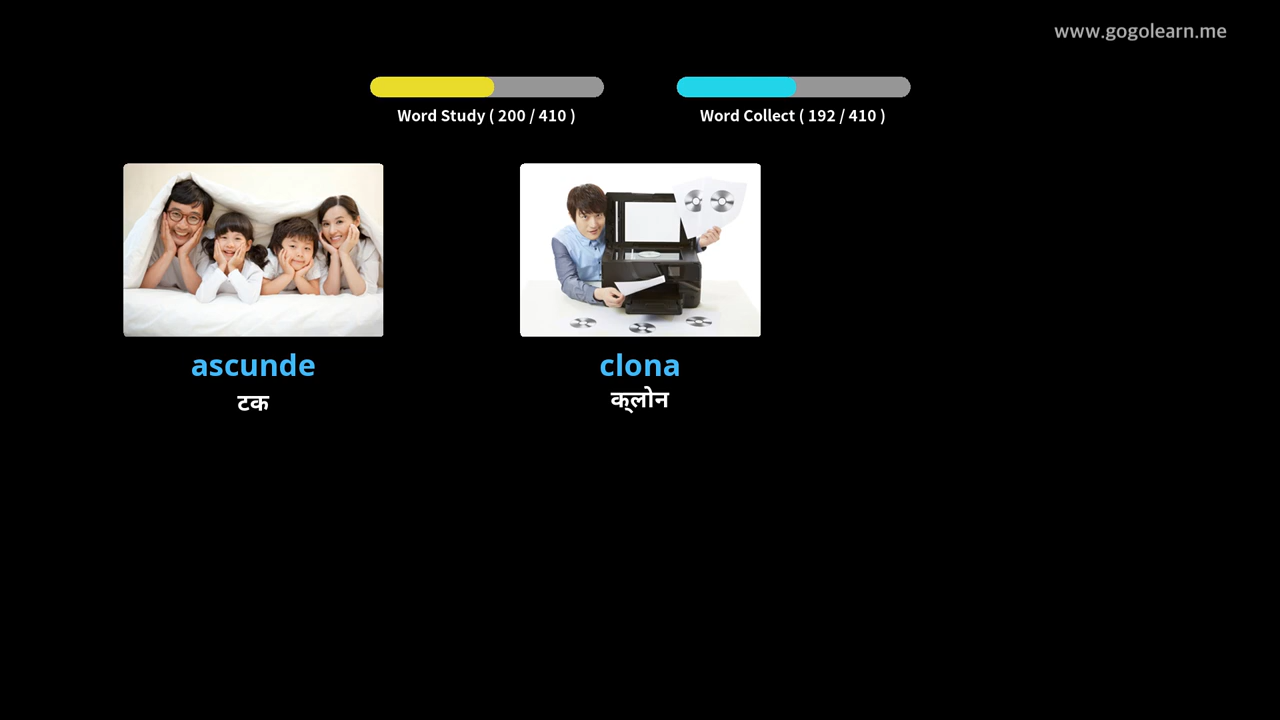 www.gogolearn.me
Word Study ( 200 / 410 )
Word Collect ( 192 / 410 )
ascunde
टक
clona
क्लोन